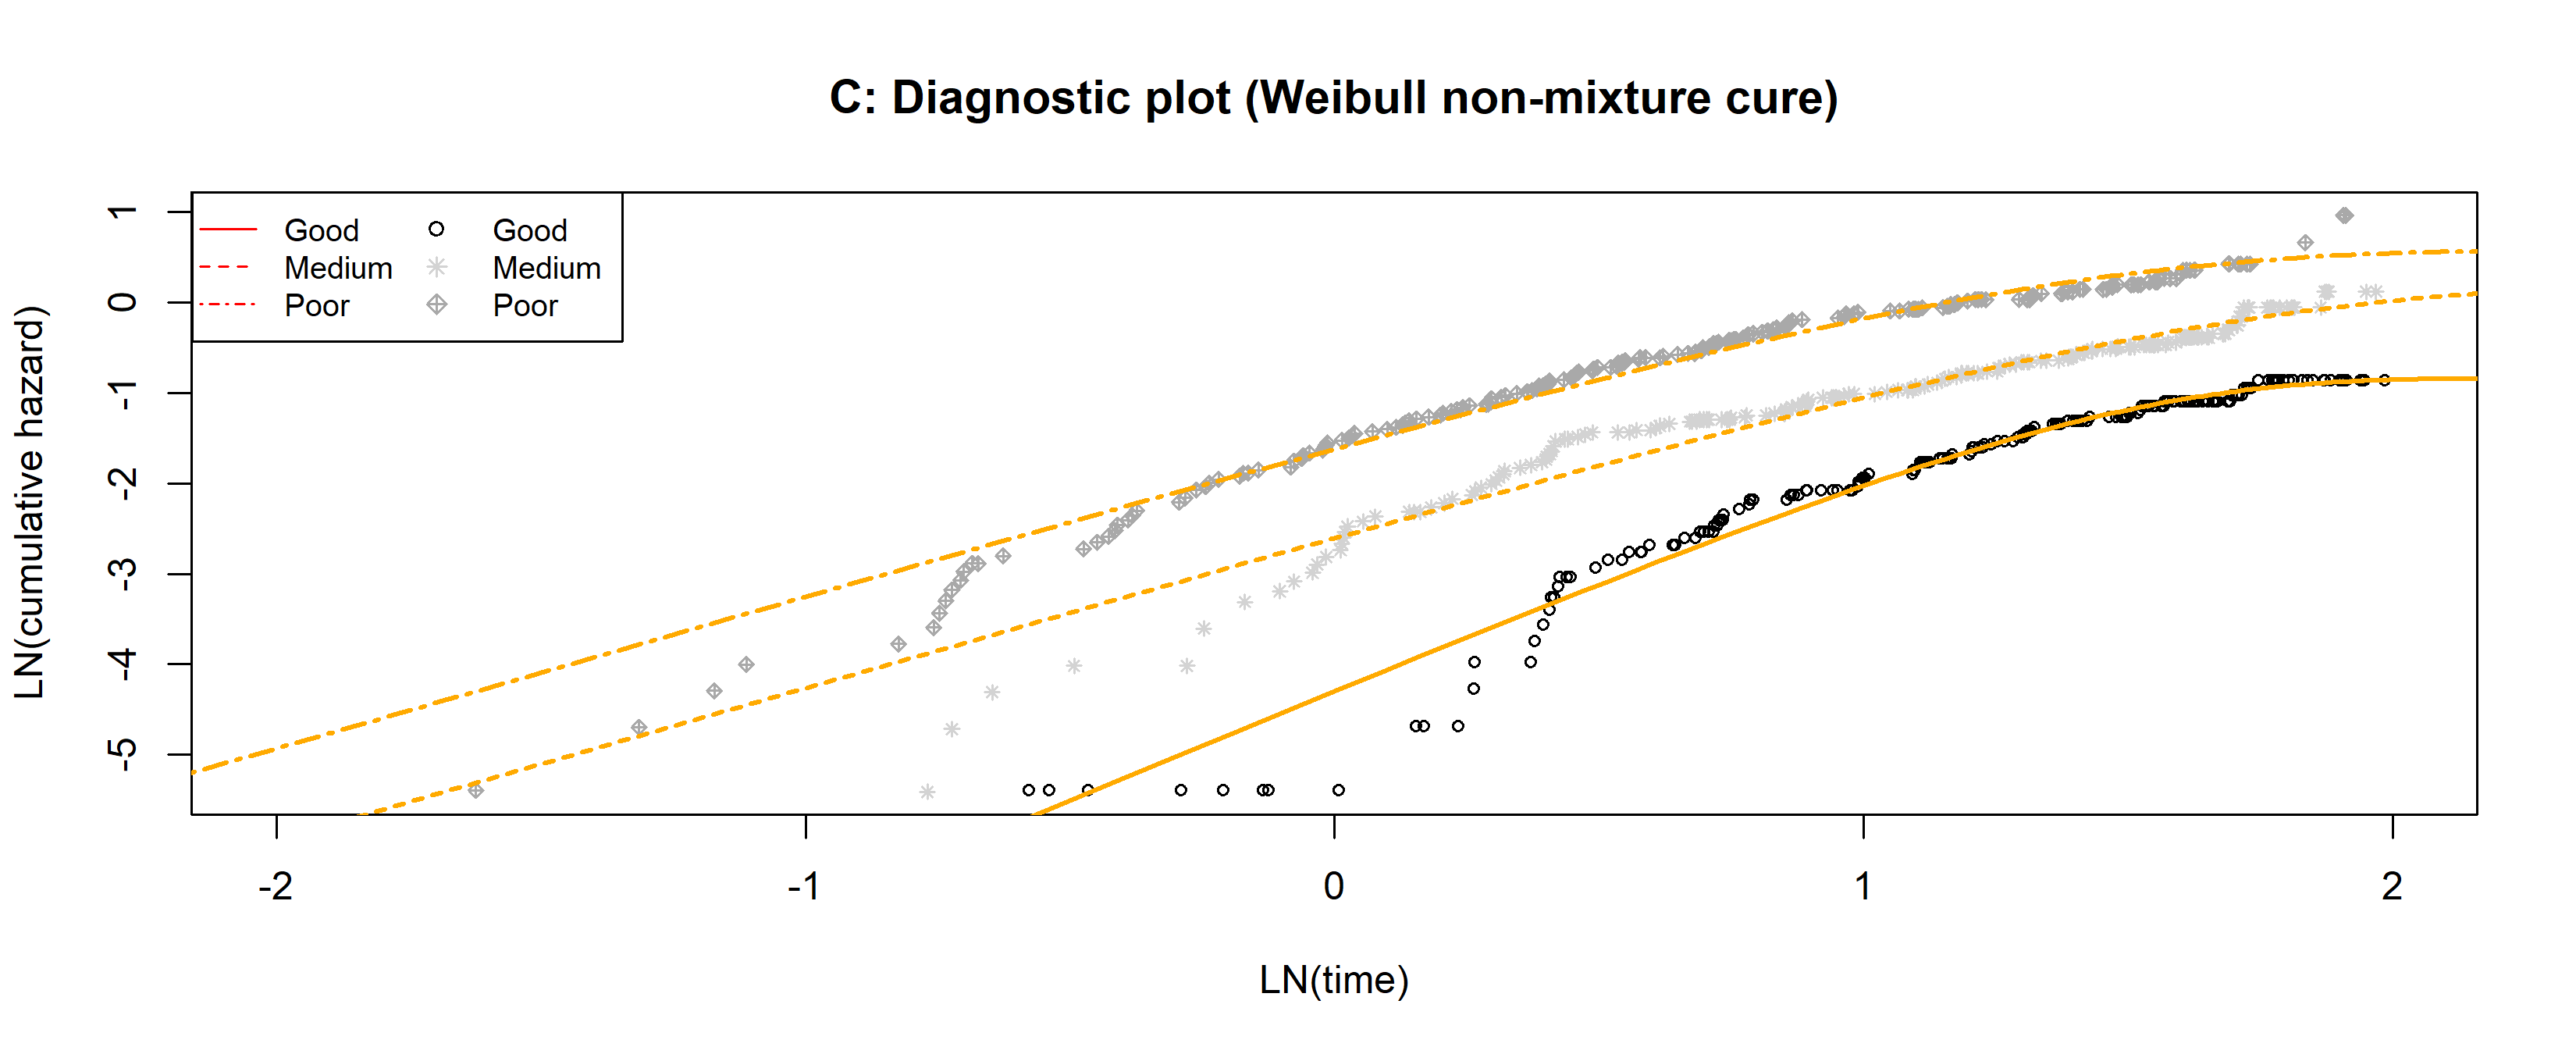 C: Diagnostic plot (Weibull non-mixture cure)
LN(cumulative hazard)
1
0
-1
-2
-3
-4
-5
Good Good
Medium Medium
Poor Poor
-2 -1 0 1 2
LN(time)